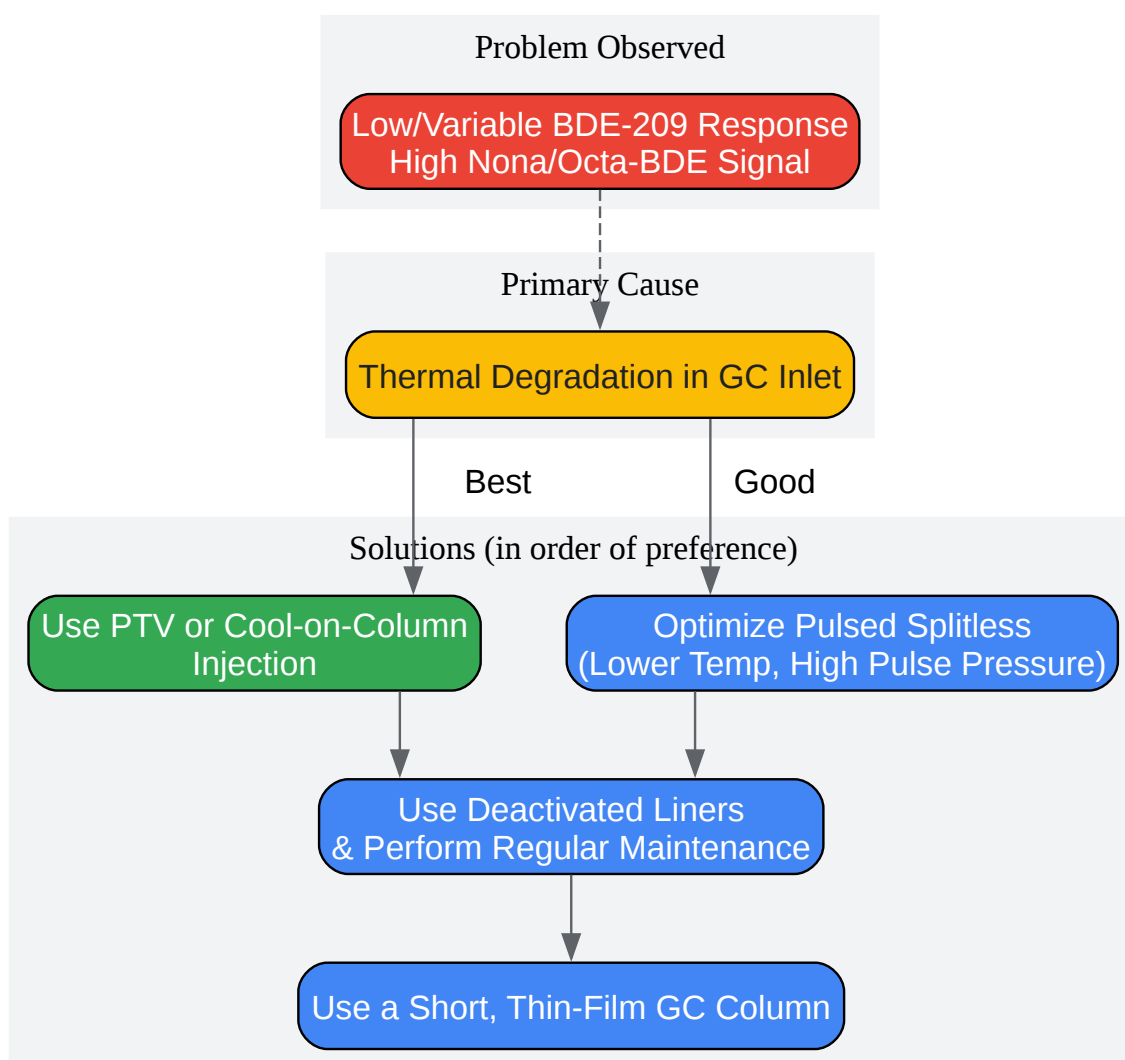 Problem Observed
Low/Variable BDE-209 Response
High Nona/Octa-BDE Signal
Primary Cause
Thermal Degradation in GC Inlet
Best
Good
Solutions (in order of preference)
Use PTV or Cool-on-Column
Injection
Optimize Pulsed Splitless
(Lower Temp, High Pulse Pressure)
Use Deactivated Liners
& Perform Regular Maintenance
Use a Short, Thin-Film GC Column